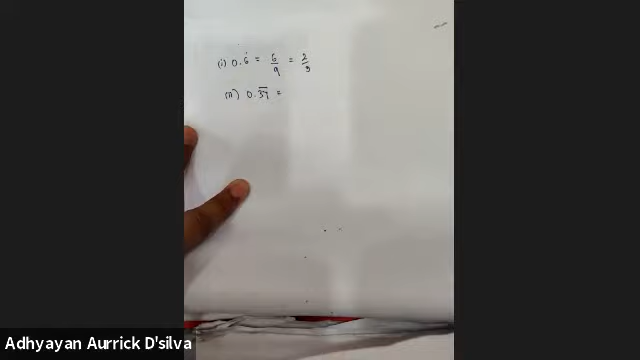 (i) 0.6̇ = 6/9 = 2/3
(ii) 0.3͞7͞ =
Adhyayan Aurrick D'silva